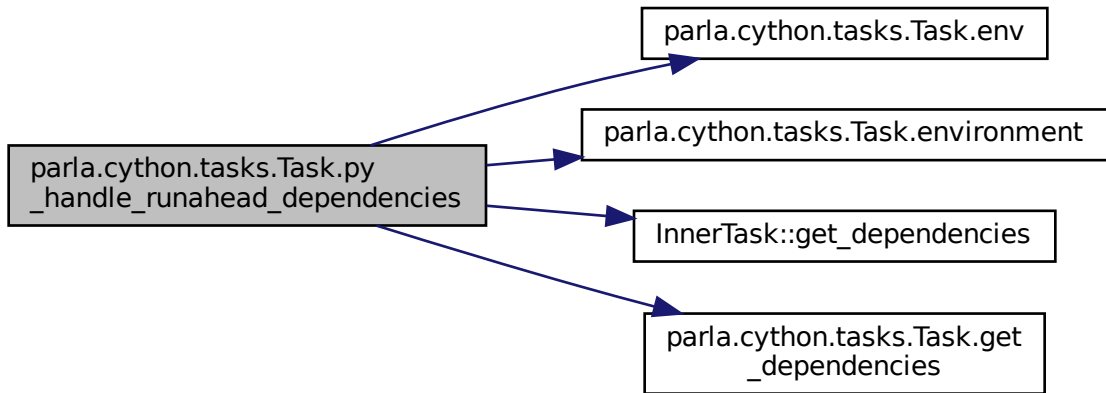 parla.cython.tasks.Task.env
parla.cython.tasks.Task.environment
parla.cython.tasks.Task.py
_handle_runahead_dependencies
InnerTask::get_dependencies
parla.cython.tasks.Task.get
_dependencies